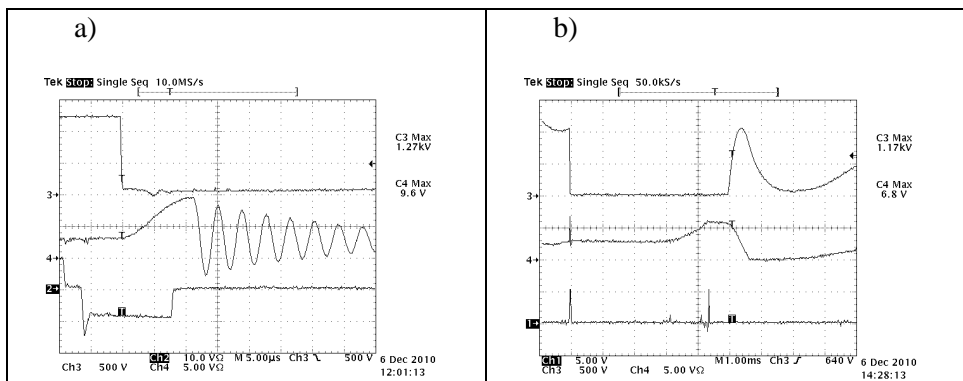 a)
Tek Stop: Single Seq 10.0MS/s
T
C3 Max
1.27kV
C4 Max
9.6 V
T
3→
T
4→
2→
T
Ch2 10.0 VΩ M 5.00µs Ch3 500 V
Ch3 500 V Ch4 5.00 VΩ
6 Dec 2010
12:01:13
b)
Tek Stop: Single Seq 50.0kS/s
T
C3 Max
1.17kV
C4 Max
6.8 V
T
3→
T
4→
1→
T
Ch1 5.00 V M 1.00ms Ch3 640 V
Ch3 500 V Ch4 5.00 VΩ
6 Dec 2010
14:28:13